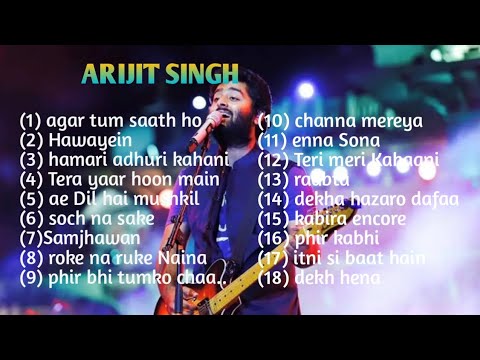 ARIJIT SINGH
(1) agar tum saath ho
(2) Hawayein
(3) hamari adhuri kahani
(4) Tera yaar hoon main
(5) ae Dil hai mushkil
(6) soch na sake
(7)Samjhawan
(8) roke na ruke Naina
(9) phir bhi tumko chaa..
(10) channa mereya
(11) enna Sona
(12) Teri meri Kahaani
(13) raabta
(14) dekha hazaro dafaa
(15) kabira encore
(16) phir kabhi
(17) itni si baat hain
(18) dekh hena